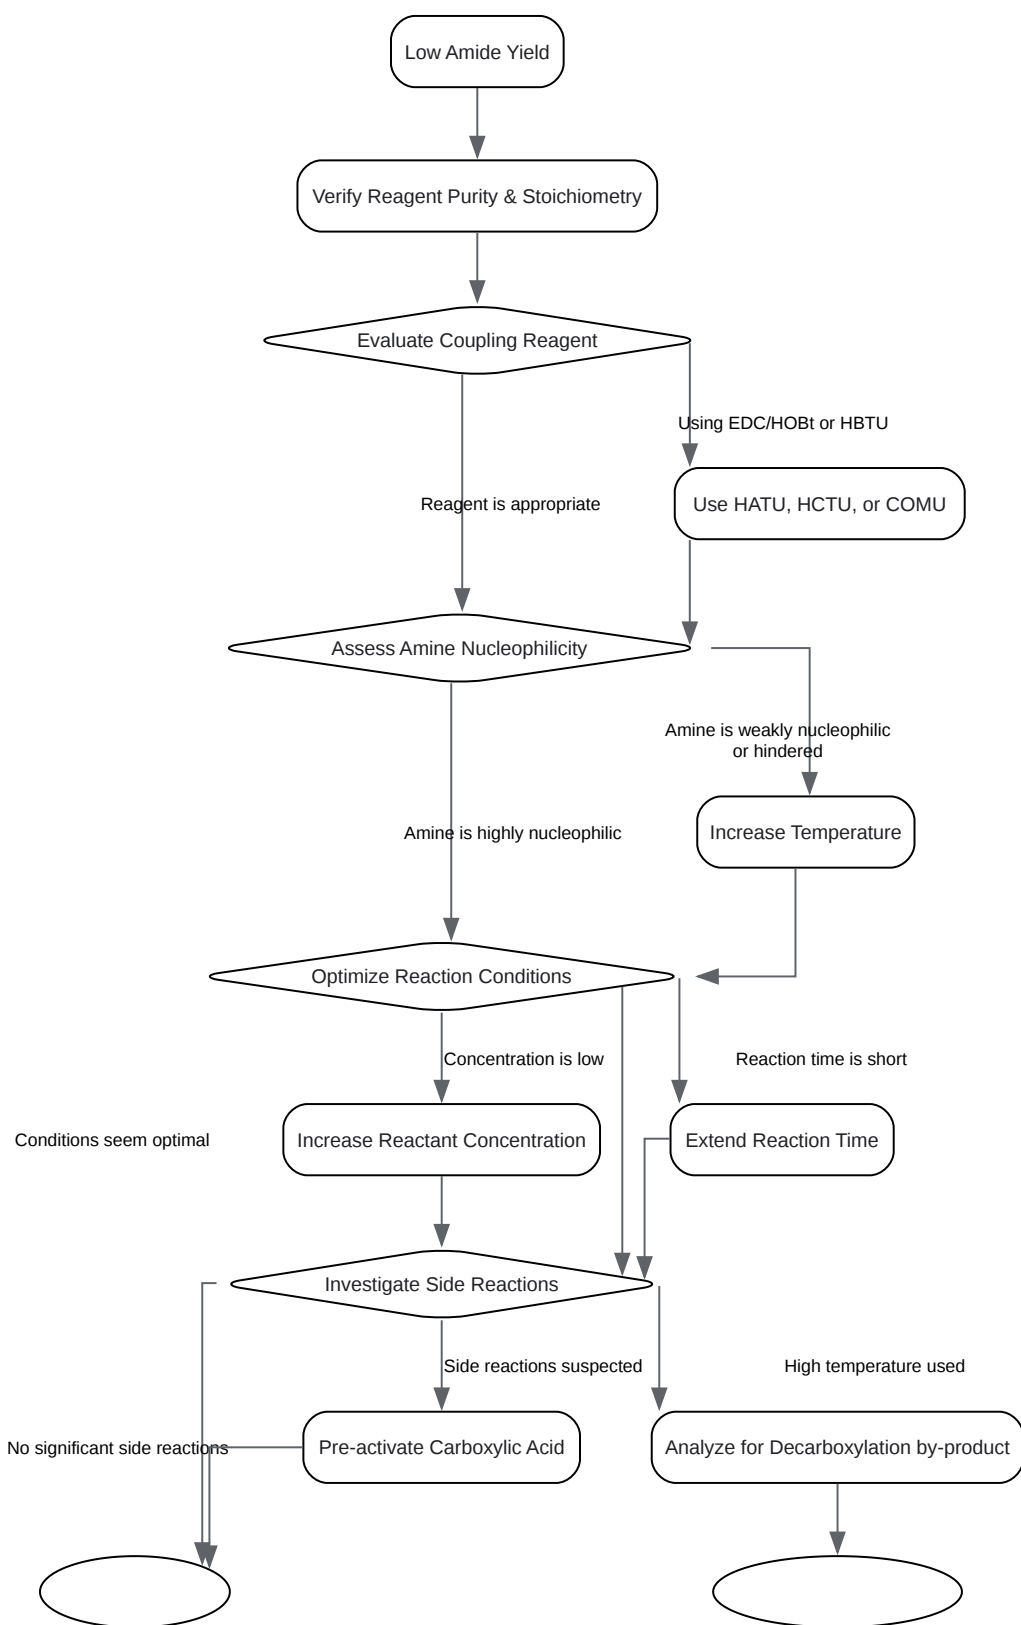 Low Amide Yield
Verify Reagent Purity & Stoichiometry
Evaluate Coupling Reagent
Using EDC/HOBt or HBTU
Reagent is appropriate
Use HATU, HCTU, or COMU
Assess Amine Nucleophilicity
Amine is weakly nucleophilic
or hindered
Amine is highly nucleophilic
Increase Temperature
Optimize Reaction Conditions
Concentration is low
Reaction time is short
Conditions seem optimal
Increase Reactant Concentration
Extend Reaction Time
Investigate Side Reactions
Side reactions suspected
High temperature used
No significant side reactions
Pre-activate Carboxylic Acid
Analyze for Decarboxylation by-product